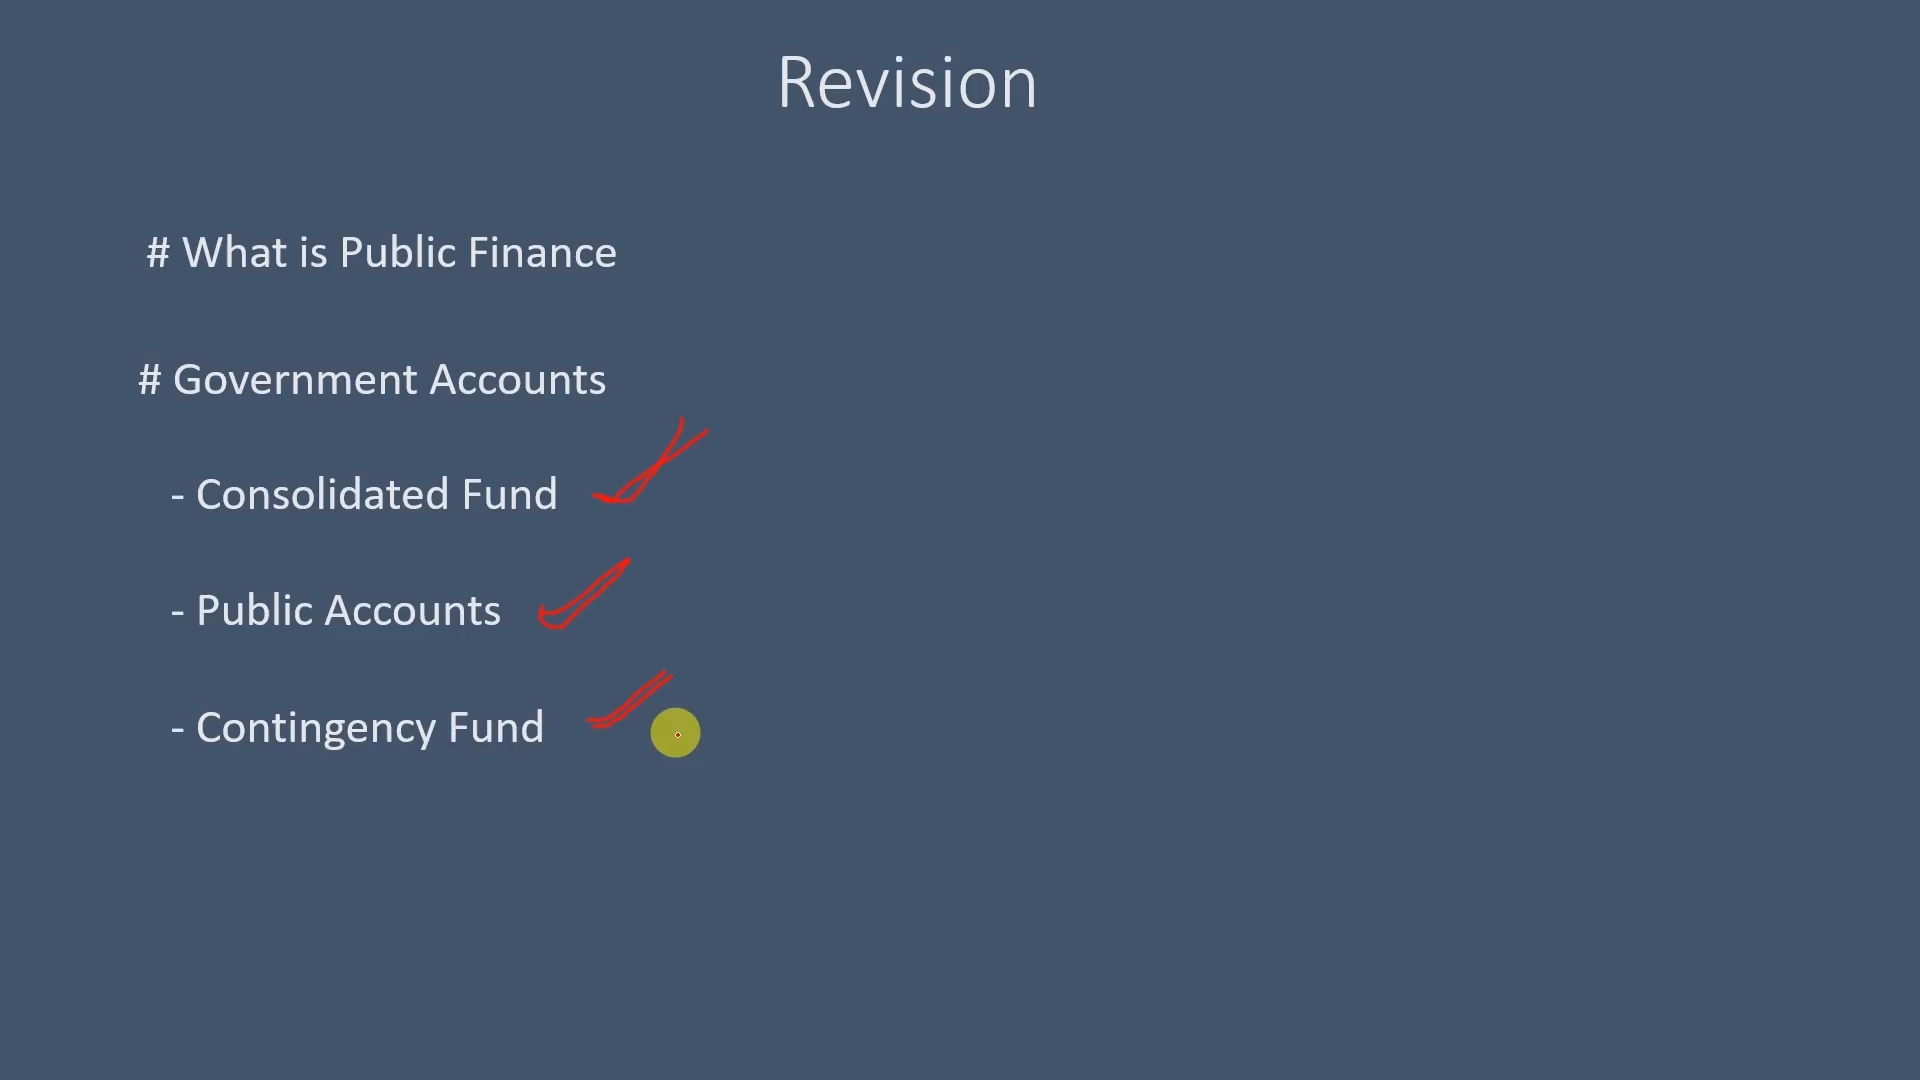 Revision
# What is Public Finance
# Government Accounts
- Consolidated Fund
- Public Accounts
- Contingency Fund